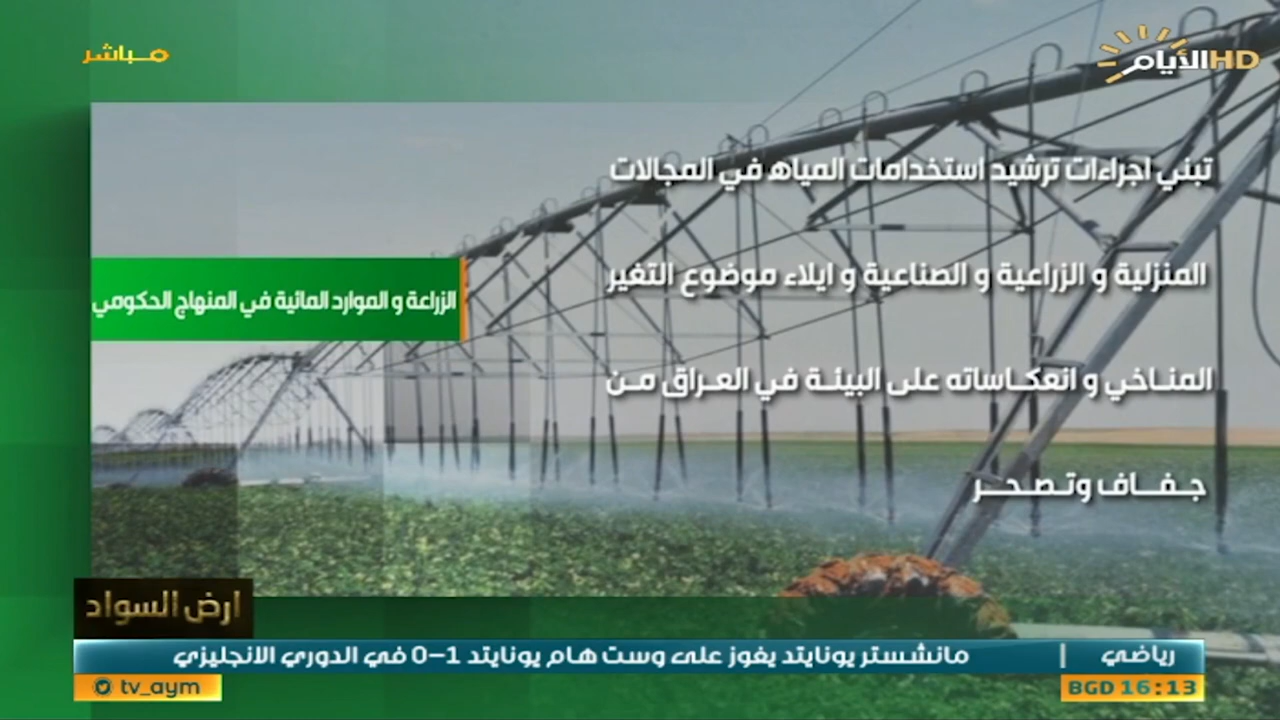 مباشر
الأيام HD
تبني اجراءات ترشيد استخدامات المياه في المجالات
المنزلية و الزراعية و الصناعية و ايلاء موضوع التغير
المناخي و انعكاساته على البيئة في العراق من
جفاف وتصحر
الزراعة و الموارد المائية في المنهاج الحكومي
ارض السواد
رياضي | مانشستر يونايتد يفوز على وست هام يونايتد 1-0 في الدوري الانجليزي
tv_aym
BGD 16:13